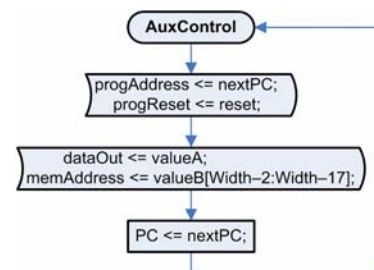 AuxControl
progAddress <= nextPC;
progReset <= reset;
dataOut <= valueA;
memAddress <= valueB[Width–2:Width–17];
PC <= nextPC;